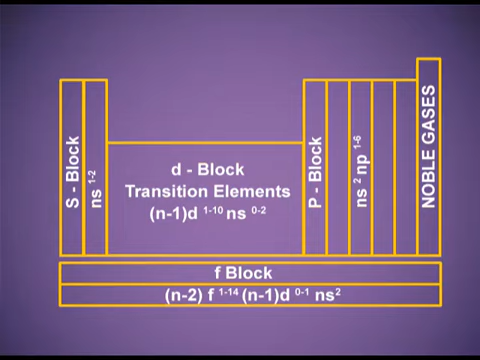 S - Block
ns 1-2
d - Block
Transition Elements
(n-1)d 1-10 ns 0-2
P - Block
ns 2 np 1-6
NOBLE GASES
f Block
(n-2) f 1-14 (n-1)d 0-1 ns2